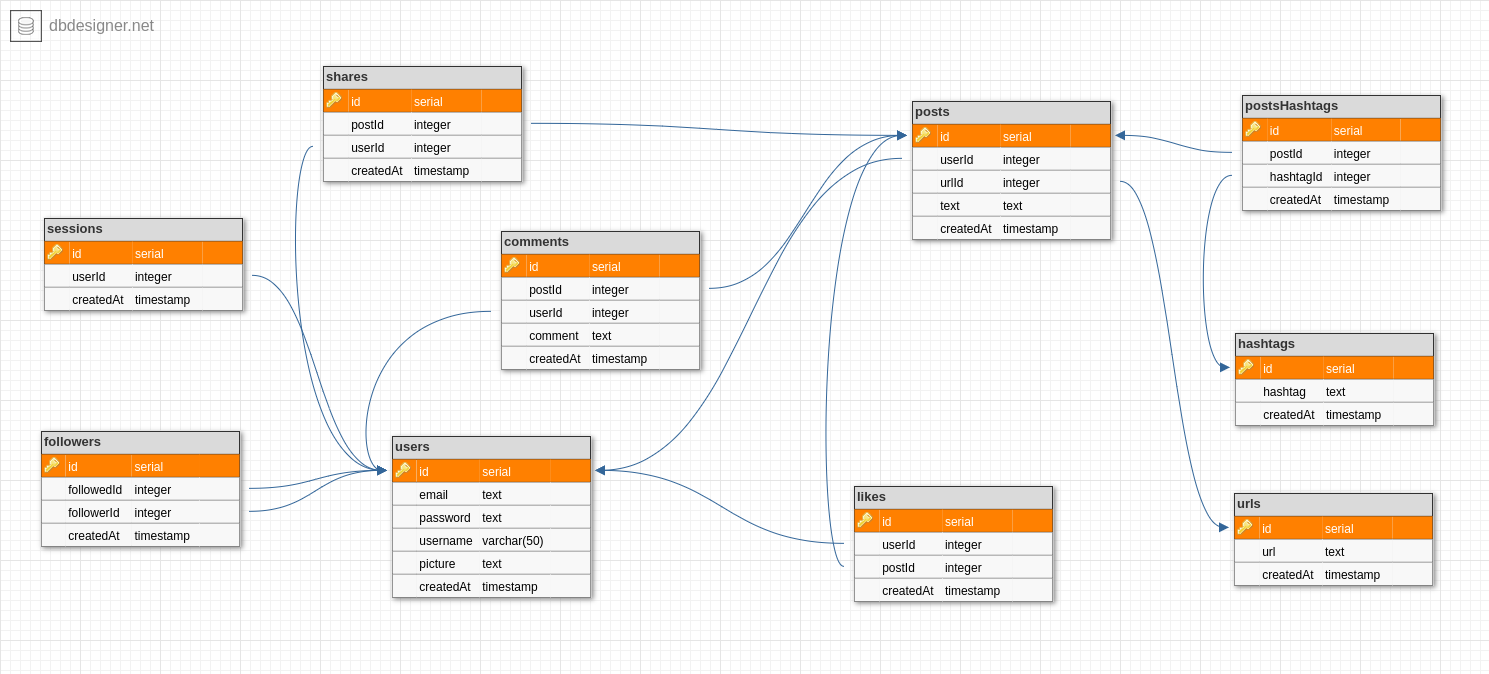 dbdesigner.net
shares
id serial
postId integer
userId integer
createdAt timestamp
posts
id serial
userId integer
urlId integer
text text
createdAt timestamp
postsHashtags
id serial
postId integer
hashtagId integer
createdAt timestamp
sessions
id serial
userId integer
createdAt timestamp
comments
id serial
postId integer
userId integer
comment text
createdAt timestamp
hashtags
id serial
hashtag text
createdAt timestamp
followers
id serial
followedId integer
followerId integer
createdAt timestamp
users
id serial
email text
password text
username varchar(50)
picture text
createdAt timestamp
likes
id serial
userId integer
postId integer
createdAt timestamp
urls
id serial
url text
createdAt timestamp